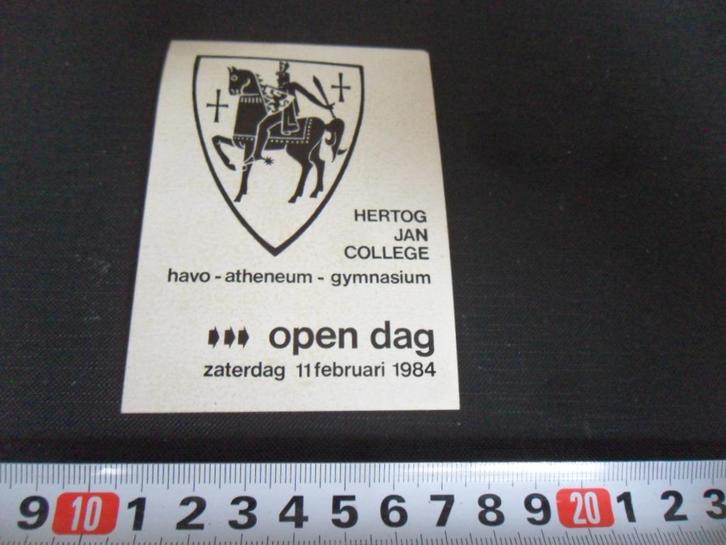 HERTOG
JAN
COLLEGE
havo - atheneum - gymnasium
open dag
zaterdag 11 februari 1984
9 10 1 2 3 4 5 6 7 8 9 20 1 2 3